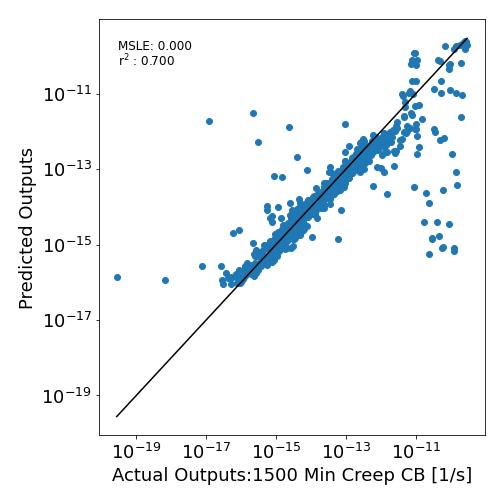 MSLE: 0.000
r² : 0.700
Predicted Outputs
10⁻¹¹
10⁻¹³
10⁻¹⁵
10⁻¹⁷
10⁻¹⁹
10⁻¹⁹ 10⁻¹⁷ 10⁻¹⁵ 10⁻¹³ 10⁻¹¹
Actual Outputs:1500 Min Creep CB [1/s]